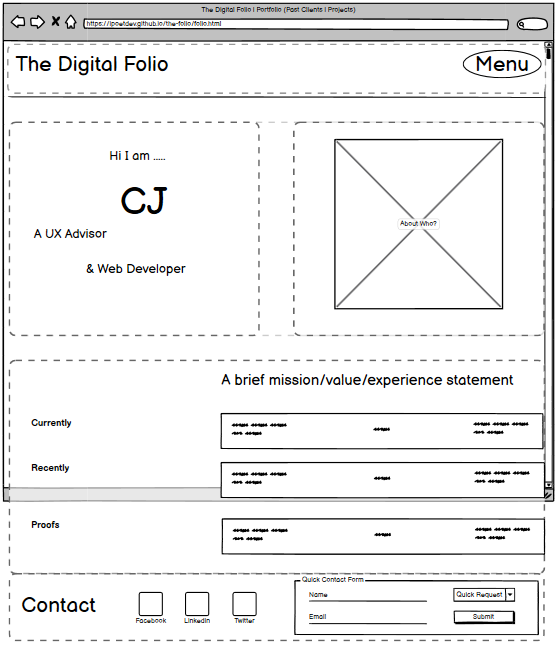 The Digital Folio | Portfolio (Past Clients | Projects)
https://ipoetdev.github.io/the-folio/folio.html
The Digital Folio
Menu
Hi I am .....
CJ
A UX Advisor
& Web Developer
About Who?
A brief mission/value/experience statement
Currently
Recently
Proofs
Contact
Facebook
Linkedin
Twitter
Quick Contact Form
Name
Quick Request
Email
Submit